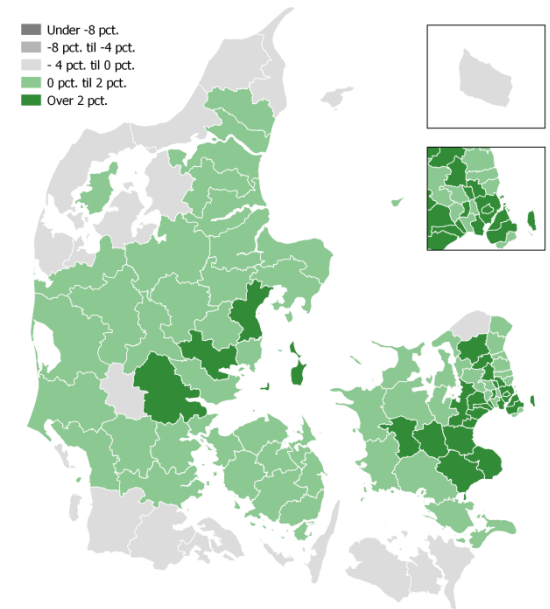 Under -8 pct.
-8 pct. til -4 pct.
- 4 pct. til 0 pct.
0 pct. til 2 pct.
Over 2 pct.